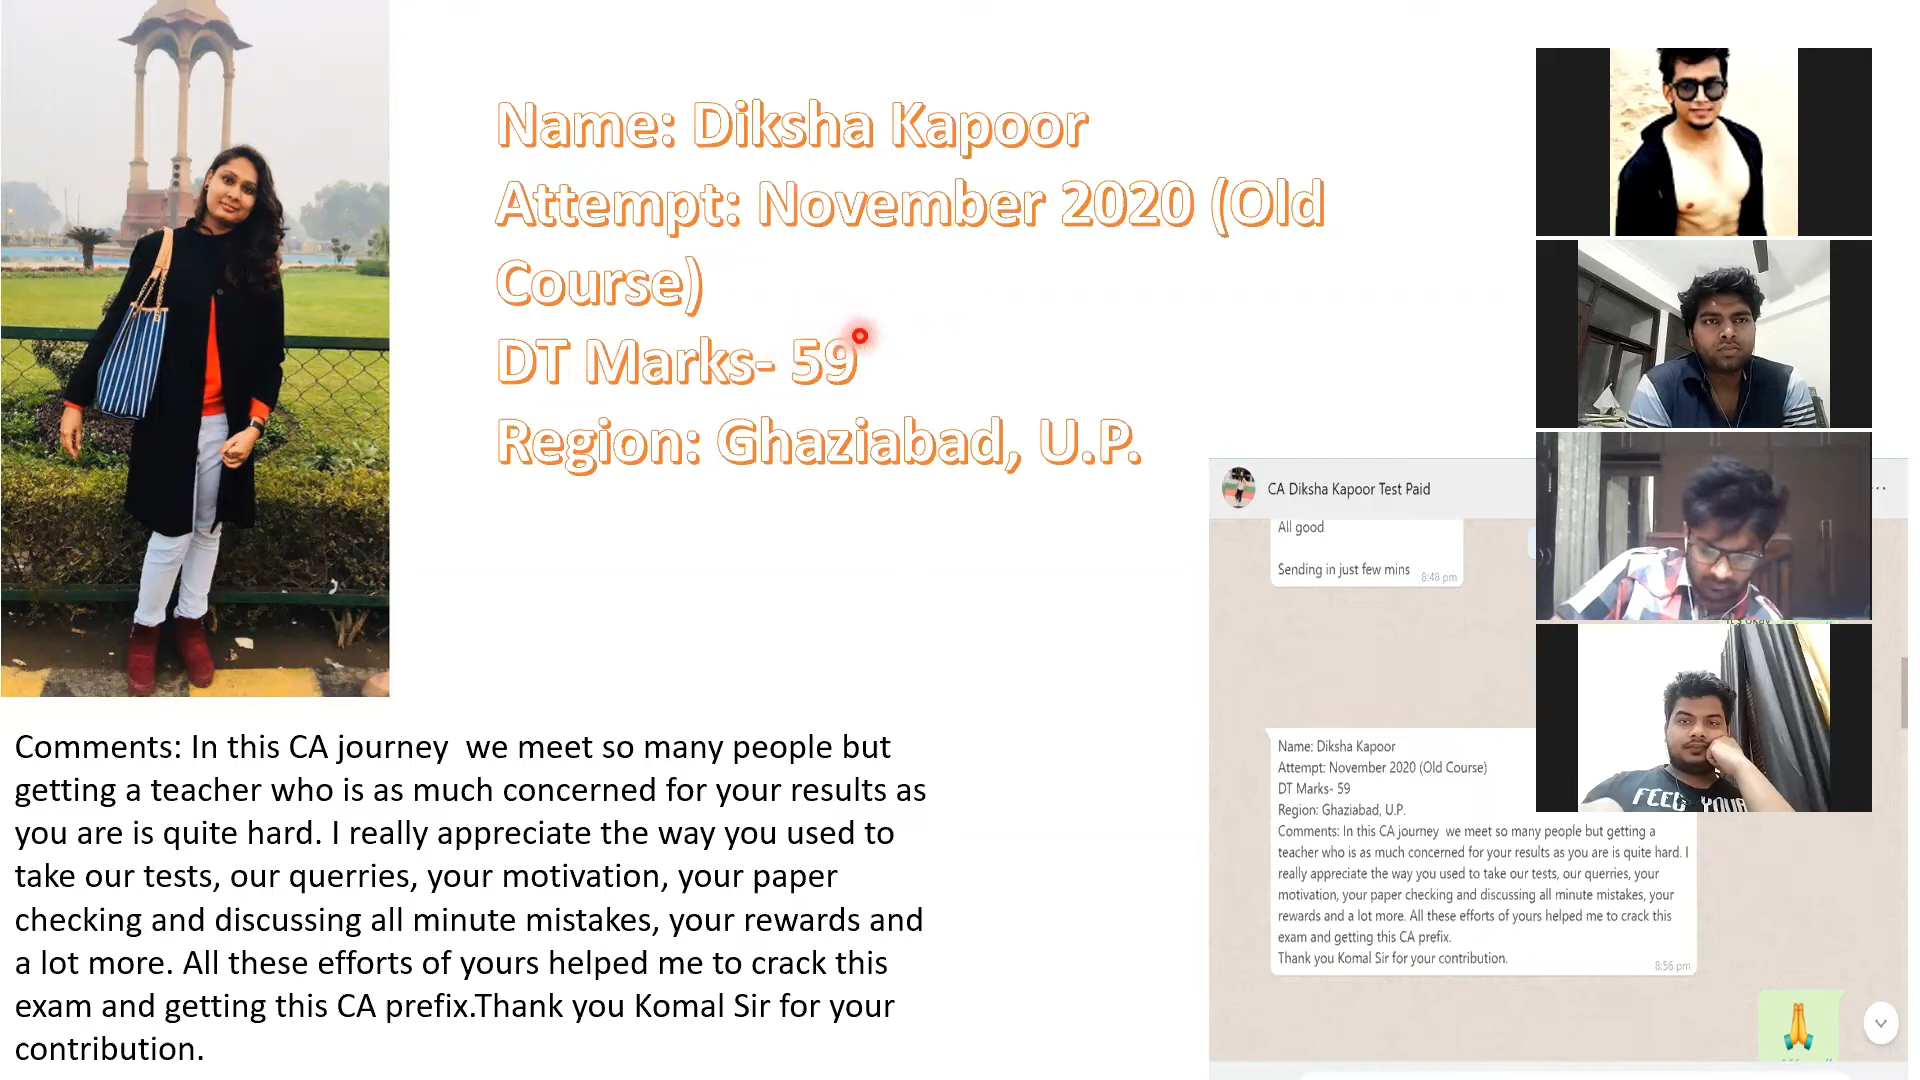 Name: Diksha Kapoor
Attempt: November 2020 (Old
Course)
DT Marks- 59
Region: Ghaziabad, U.P.
Comments: In this CA journey  we meet so many people but
getting a teacher who is as much concerned for your results as
you are is quite hard. I really appreciate the way you used to
take our tests, our querries, your motivation, your paper
checking and discussing all minute mistakes, your rewards and
a lot more. All these efforts of yours helped me to crack this
exam and getting this CA prefix.Thank you Komal Sir for your
contribution.
CA Diksha Kapoor Test Paid
All good
Sending in just few mins
8:48 pm
Name: Diksha Kapoor
Attempt: November 2020 (Old Course)
DT Marks- 59
Region: Ghaziabad, U.P.
Comments: In this CA journey  we meet so many people but getting a
teacher who is as much concerned for your results as you are is quite hard. I
really appreciate the way you used to take our tests, our querries, your
motivation, your paper checking and discussing all minute mistakes, your
rewards and a lot more. All these efforts of yours helped me to crack this
exam and getting this CA prefix.
Thank you Komal Sir for your contribution.
8:56 pm
FEED YOUR